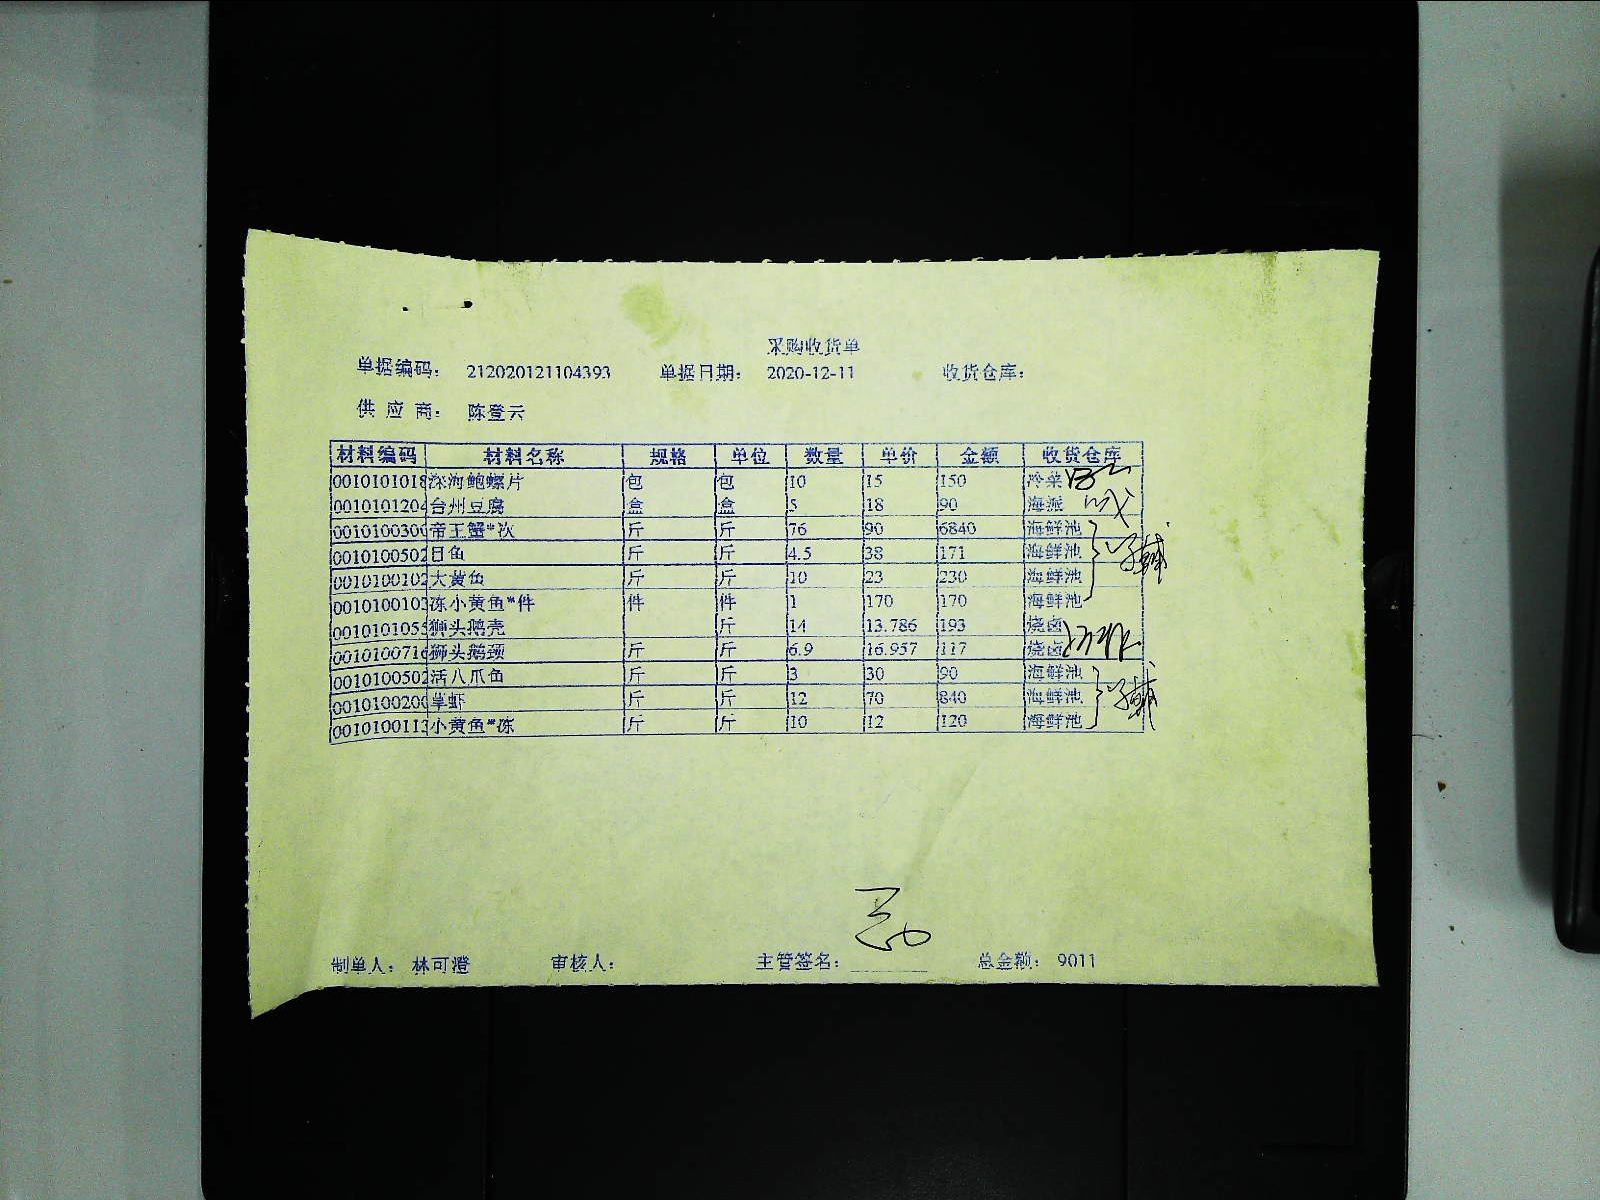 采购收货单
单据编码： 212020121104393 单据日期： 2020-12-11 收货仓库：
供 应 商： 陈登云
材料编码 材料名称 规格 单位 数量 单价 金额 收货仓库
0010101018 深海鲍螺片 包 包 10 15 150 冷菜
0010101204 台州豆腐 盒 盒 5 18 90 海派
001010030 帝王蟹*次 斤 斤 76 90 6840 海鲜池
0010100502 目鱼 斤 斤 4.5 38 171 海鲜池
0010100102 大黄鱼 斤 斤 10 23 230 海鲜池
001010010 冻小黄鱼*件 件 件 1 170 170 海鲜池
0010101055 狮头鹅壳 斤 14 13.786 193 烧卤
001010071 狮头鹅颈 斤 斤 6.9 16.957 117 烧卤
0010100502 活八爪鱼 斤 斤 3 30 90 海鲜池
001010020 草虾 斤 斤 12 70 840 海鲜池
001010011 小黄鱼*冻 斤 斤 10 12 120 海鲜池
制单人： 林可澄 审核人： 主管签名： 总金额： 9011